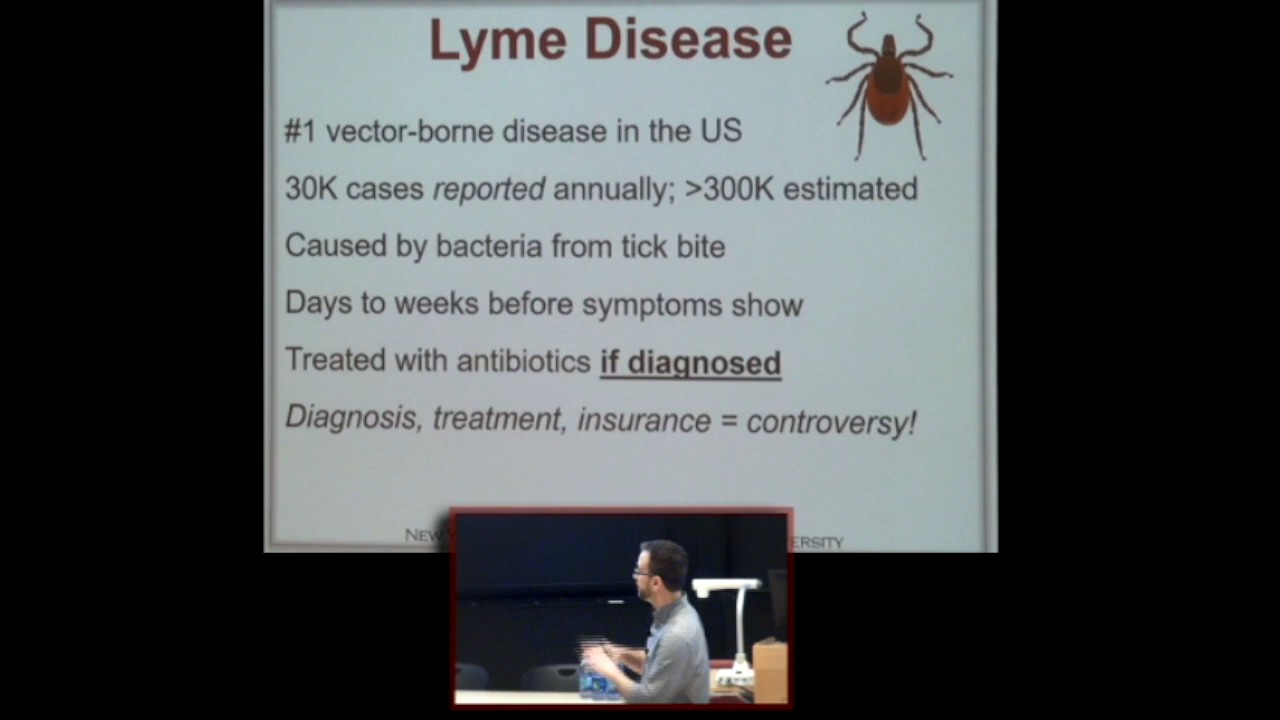 Lyme Disease
#1 vector-borne disease in the US
30K cases reported annually; >300K estimated
Caused by bacteria from tick bite
Days to weeks before symptoms show
Treated with antibiotics if diagnosed
Diagnosis, treatment, insurance = controversy!